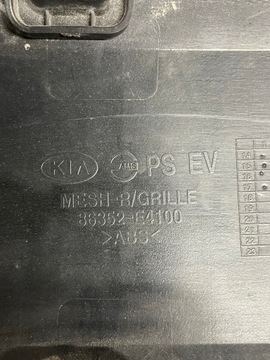 KIA PS EV
MESH-R/GRILLE
86352-E4100
>ABS<